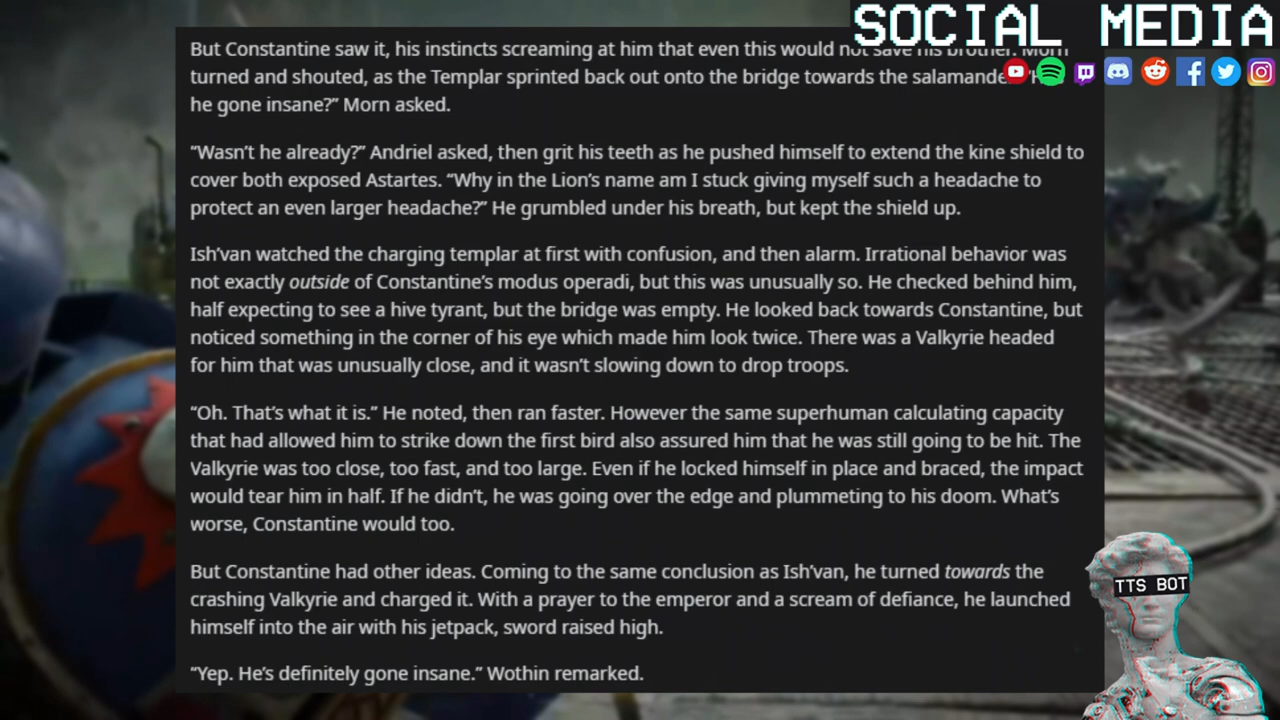 SOCIAL MEDIA
But Constantine saw it, his instincts screaming at him that even this would not save his brother. Morn
turned and shouted, as the Templar sprinted back out onto the bridge towards the salamander.
he gone insane?” Morn asked.
“Wasn’t he already?” Andriel asked, then grit his teeth as he pushed himself to extend the kine shield to
cover both exposed Astartes. “Why in the Lion’s name am I stuck giving myself such a headache to
protect an even larger headache?” He grumbled under his breath, but kept the shield up.
Ish’van watched the charging templar at first with confusion, and then alarm. Irrational behavior was
not exactly outside of Constantine’s modus operadi, but this was unusually so. He checked behind him,
half expecting to see a hive tyrant, but the bridge was empty. He looked back towards Constantine, but
noticed something in the corner of his eye which made him look twice. There was a Valkyrie headed
for him that was unusually close, and it wasn’t slowing down to drop troops.
“Oh. That’s what it is.” He noted, then ran faster. However the same superhuman calculating capacity
that had allowed him to strike down the first bird also assured him that he was still going to be hit. The
Valkyrie was too close, too fast, and too large. Even if he locked himself in place and braced, the impact
would tear him in half. If he didn’t, he was going over the edge and plummeting to his doom. What’s
worse, Constantine would too.
But Constantine had other ideas. Coming to the same conclusion as Ish’van, he turned towards the
crashing Valkyrie and charged it. With a prayer to the emperor and a scream of defiance, he launched
himself into the air with his jetpack, sword raised high.
“Yep. He’s definitely gone insane.” Wothin remarked.
TTS BOT